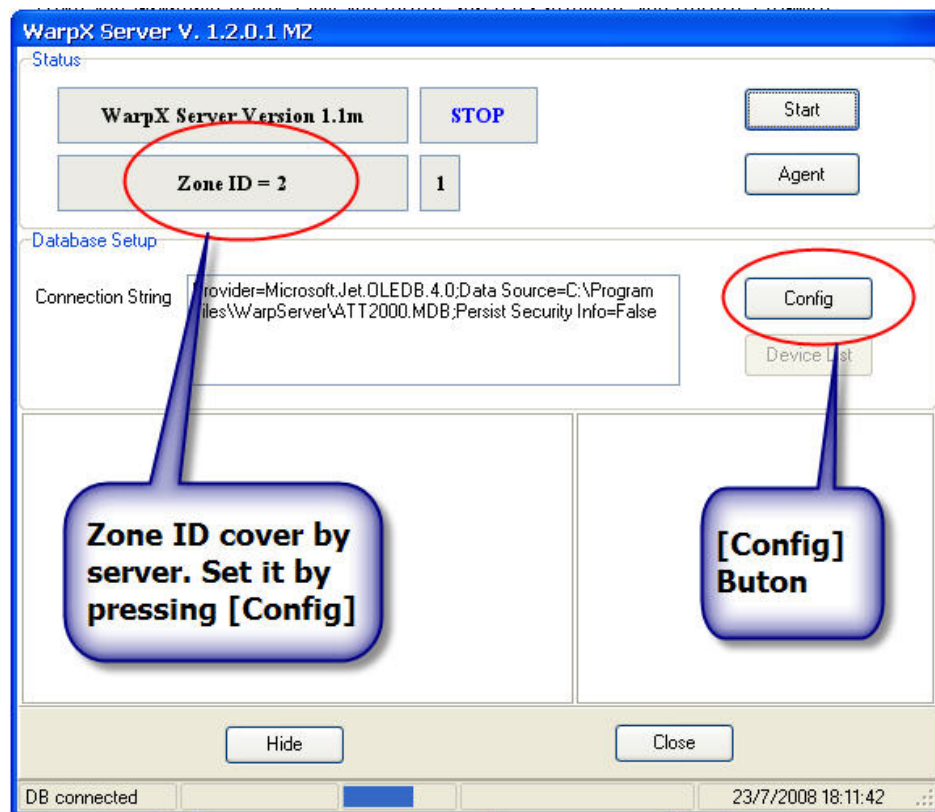 WarpX Server V. 1.2.0.1 MZ
Status
WarpX Server Version 1.1m
STOP
Start
Zone ID = 2
1
Agent
Database Setup
Connection String
Provider=Microsoft.Jet.OLEDB.4.0;Data Source=C:\Program
Files\WarpServer\ATT2000.MDB;Persist Security Info=False
Config
Device List
Zone ID cover by
server. Set it by
pressing [Config]
[Config]
Buton
Hide
Close
DB connected
23/7/2008 18:11:42